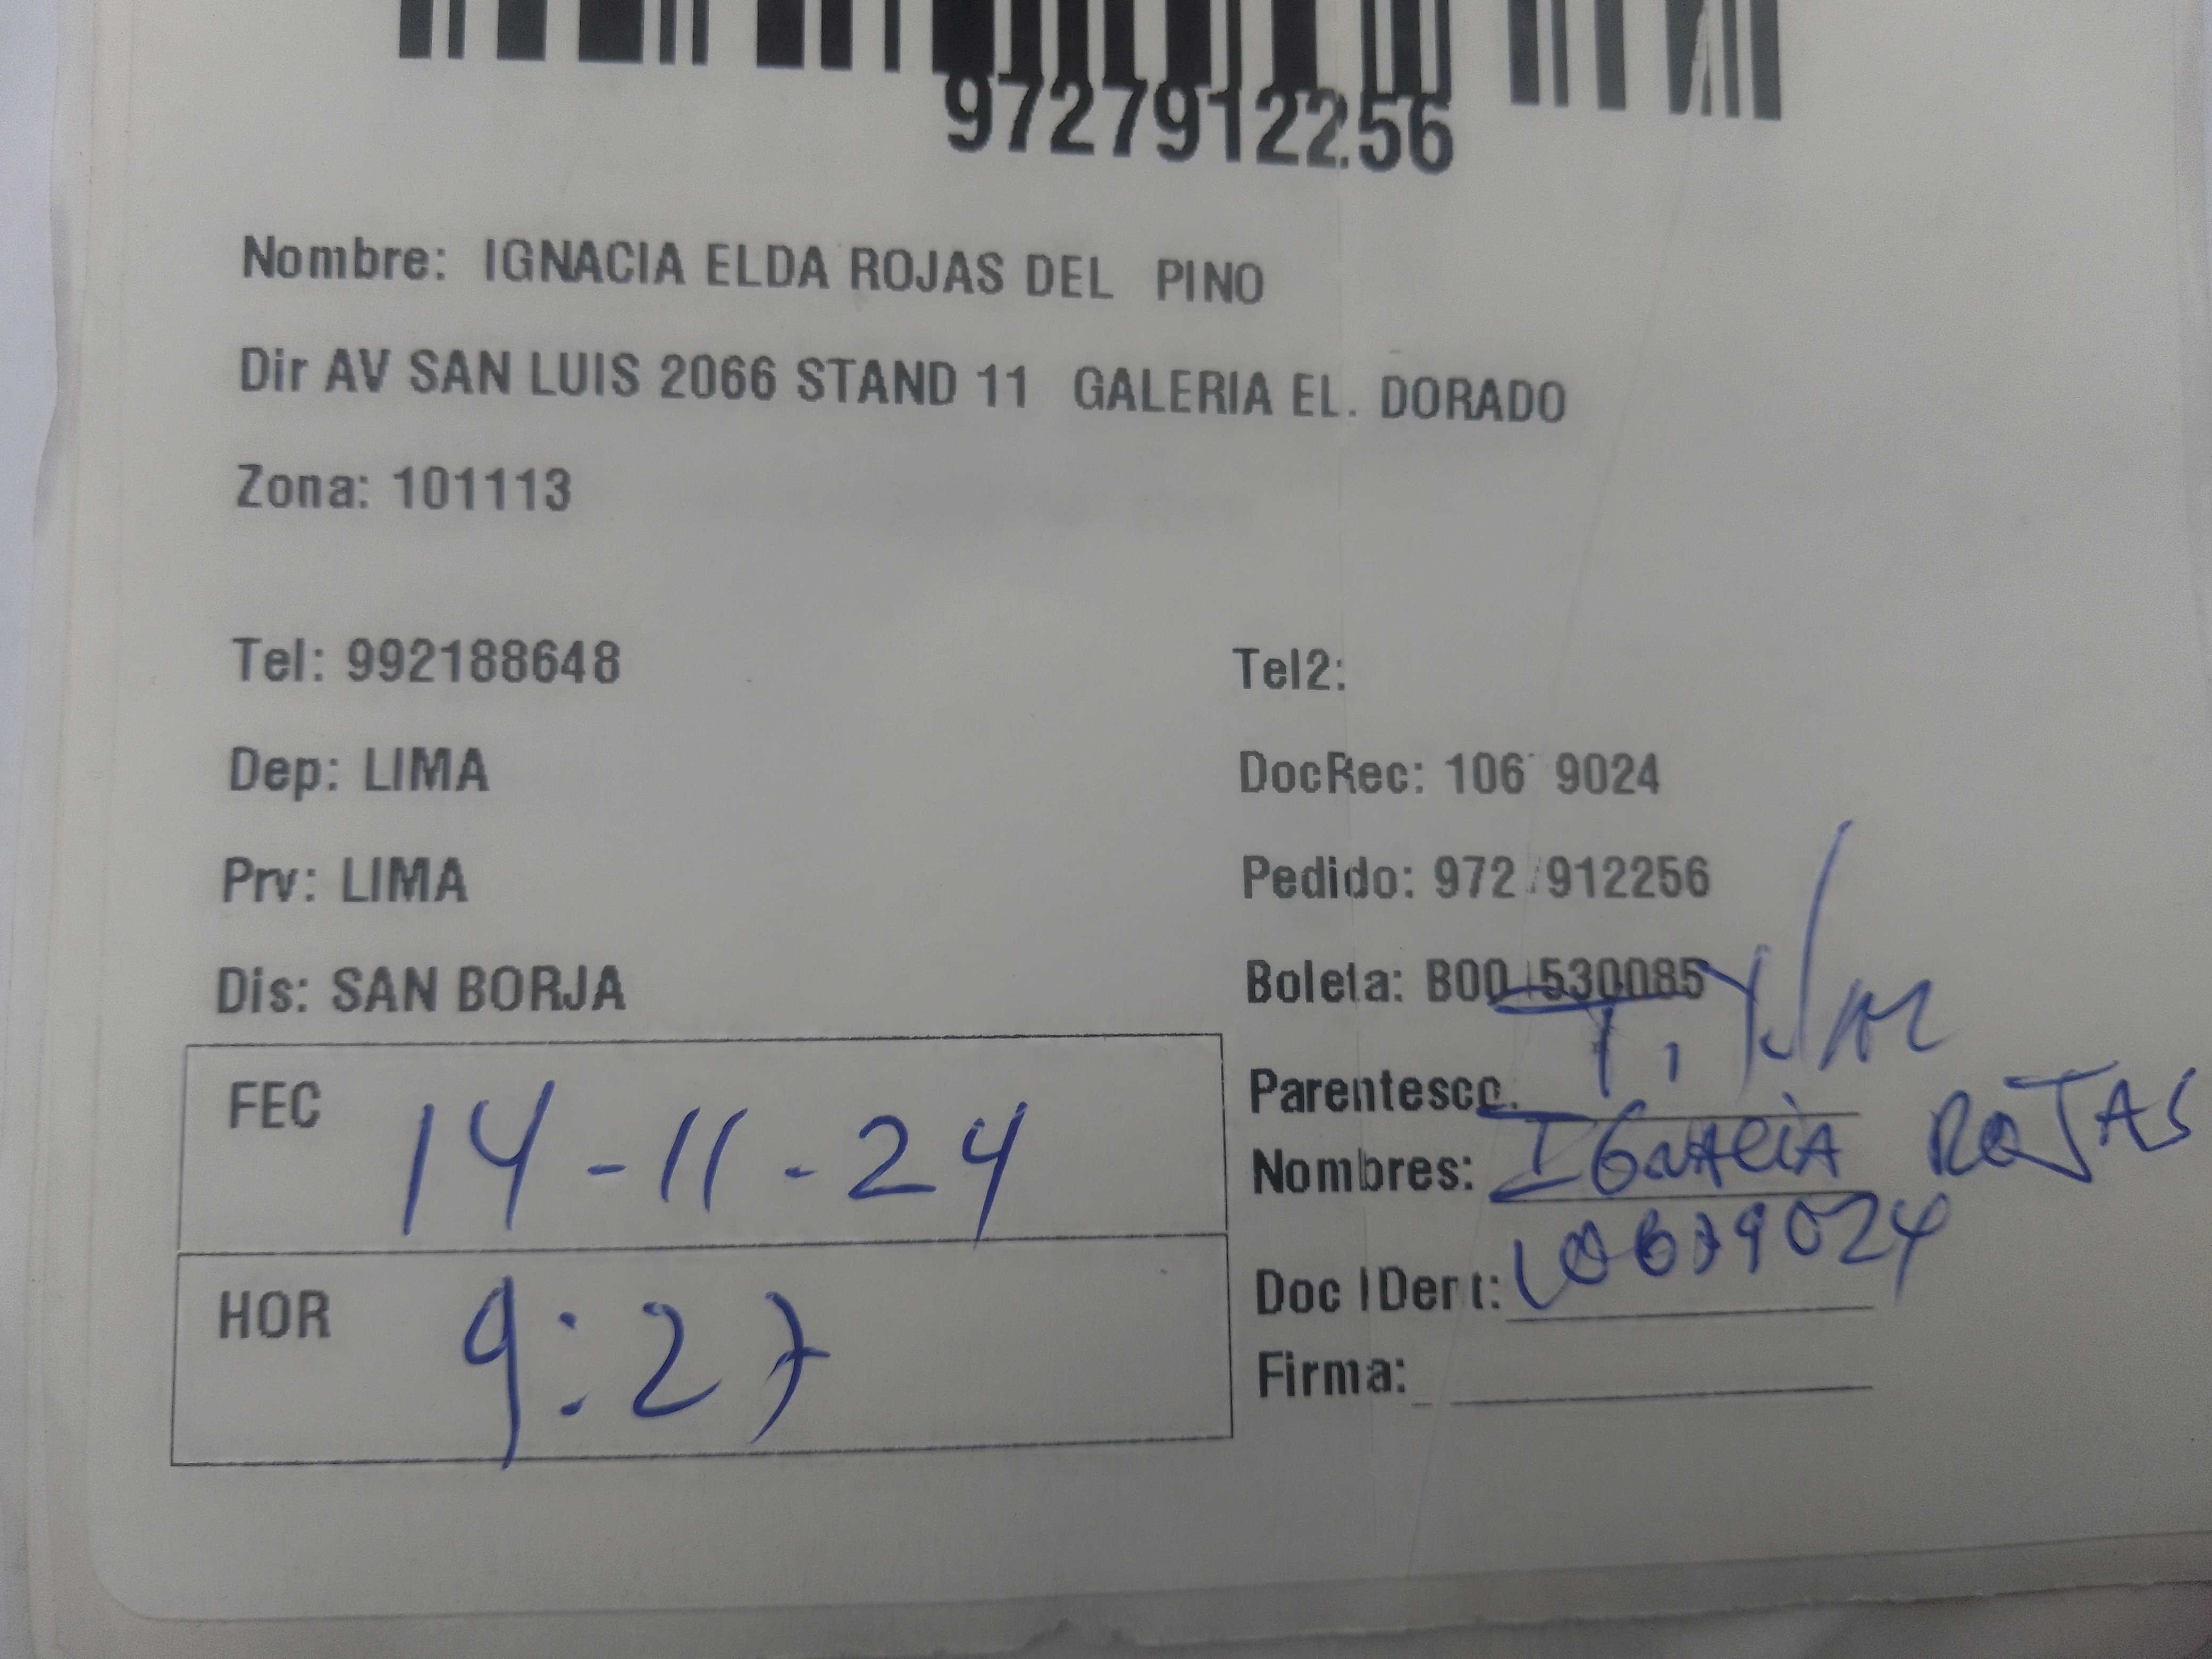 9727912256
Nombre: IGNACIA ELDA ROJAS DEL PINO
Dir AV SAN LUIS 2066 STAND 11 GALERIA EL. DORADO
Zona: 101113
Tel: 992188648
Tel2:
Dep: LIMA
DocRec: 106 9024
Prv: LIMA
Pedido: 972 912256
Dis: SAN BORJA
Boleta: B00 530085
FEC 14-11-24
Parentesco.
Nombres: IGNACIA ROJAS
HOR 9:27
Doc IDent: 10679024
Firma: